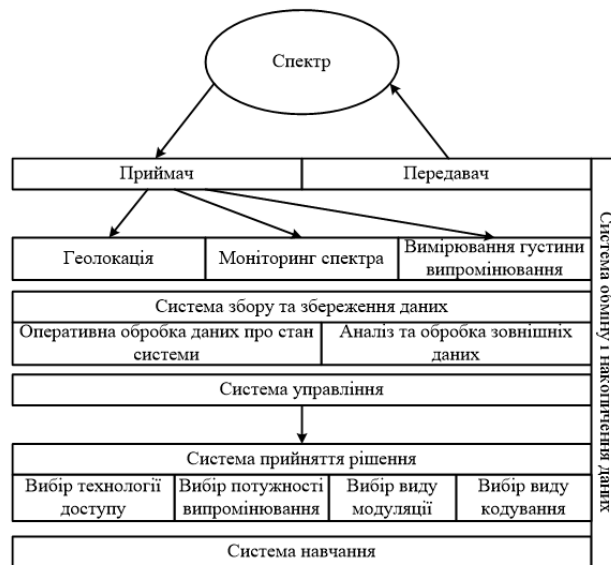 Спектр
Приймач
Передавач
Геолокація
Моніторинг спектра
Вимірювання густини
випромінювання
Система збору та збереження даних
Оперативна обробка даних про стан
системи
Аналіз та обробка зовнішніх
даних
Система управління
Система прийняття рішення
Вибір технології
доступу
Вибір потужності
випромінювання
Вибір виду
модуляції
Вибір виду
кодування
Система навчання
Система обміну і накопичення даних